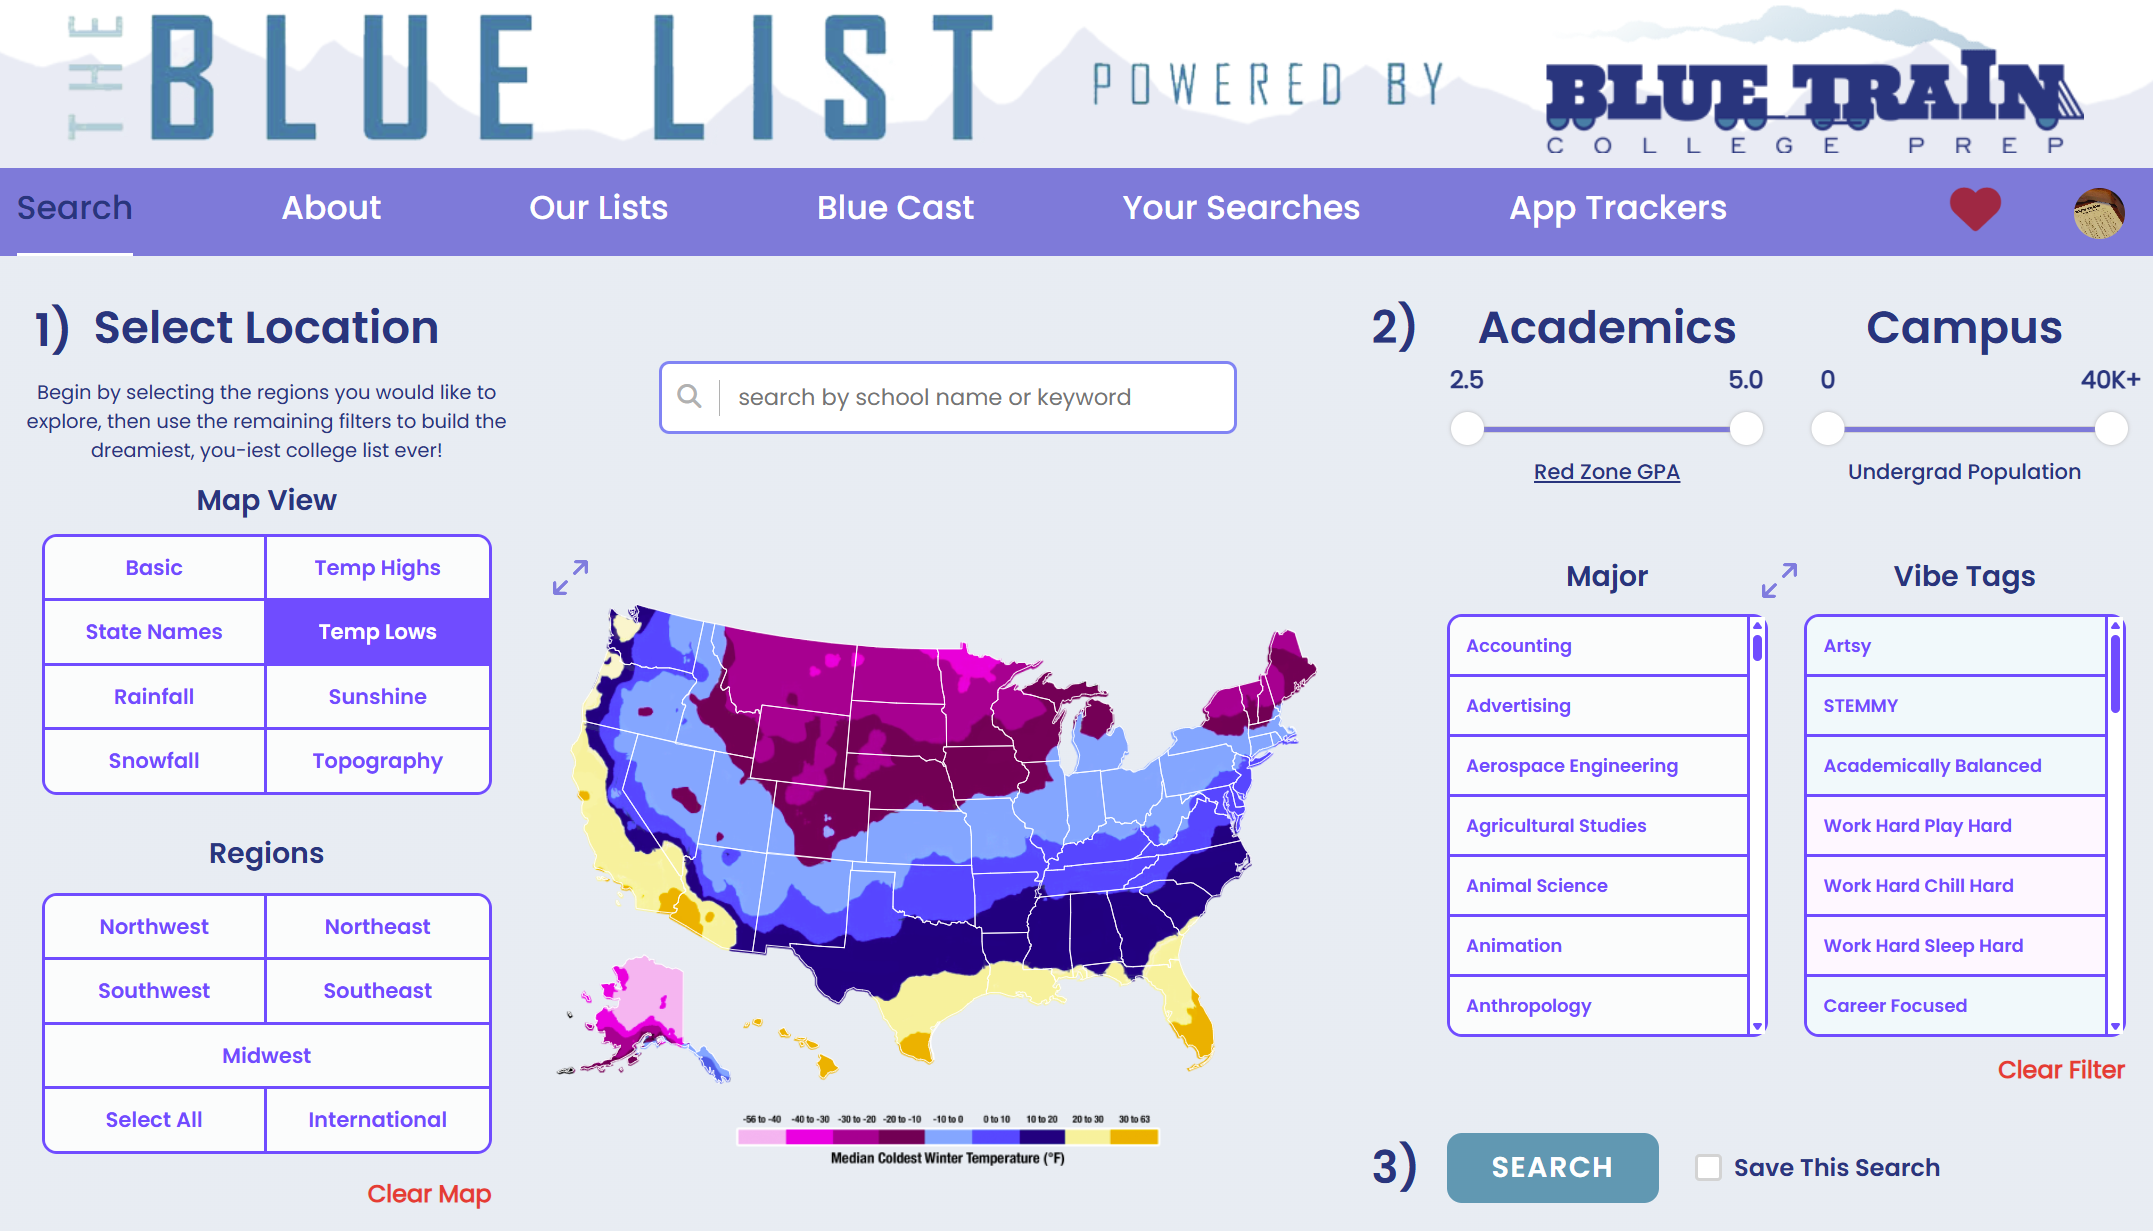 THE BLUE LIST POWERED BY BLUE TRAIN
COLLEGE PREP
Search About Our Lists Blue Cast Your Searches App Trackers
1) Select Location
Begin by selecting the regions you would like to
explore, then use the remaining filters to build the
dreamiest, you-iest college list ever!
Map View
Basic Temp Highs
State Names Temp Lows
Rainfall Sunshine
Snowfall Topography
Regions
Northwest Northeast
Southwest Southeast
Midwest
Select All International
Clear Map
search by school name or keyword
-56 to -40 -40 to -30 -30 to -20 -20 to -10 -10 to 0 0 to 10 10 to 20 20 to 30 30 to 63
Median Coldest Winter Temperature (°F)
2) Academics Campus
2.5 5.0 0 40K+
Red Zone GPA Undergrad Population
Major
Accounting
Advertising
Aerospace Engineering
Agricultural Studies
Animal Science
Animation
Anthropology
Vibe Tags
Artsy
STEMMY
Academically Balanced
Work Hard Play Hard
Work Hard Chill Hard
Work Hard Sleep Hard
Career Focused
Clear Filter
3) SEARCH Save This Search